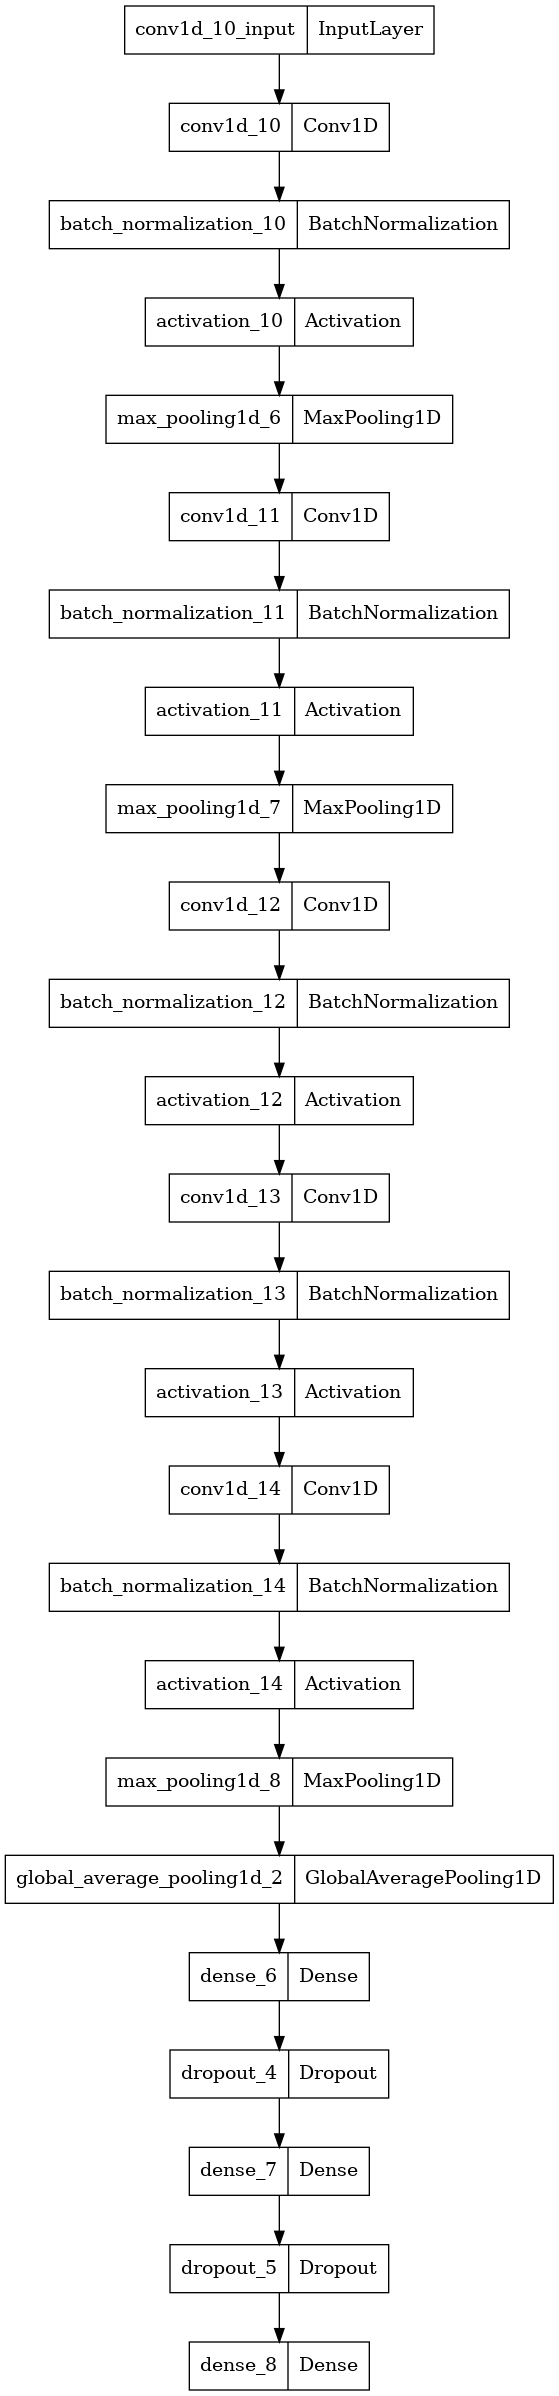 conv1d_10_input InputLayer
conv1d_10 Conv1D
batch_normalization_10 BatchNormalization
activation_10 Activation
max_pooling1d_6 MaxPooling1D
conv1d_11 Conv1D
batch_normalization_11 BatchNormalization
activation_11 Activation
max_pooling1d_7 MaxPooling1D
conv1d_12 Conv1D
batch_normalization_12 BatchNormalization
activation_12 Activation
conv1d_13 Conv1D
batch_normalization_13 BatchNormalization
activation_13 Activation
conv1d_14 Conv1D
batch_normalization_14 BatchNormalization
activation_14 Activation
max_pooling1d_8 MaxPooling1D
global_average_pooling1d_2 GlobalAveragePooling1D
dense_6 Dense
dropout_4 Dropout
dense_7 Dense
dropout_5 Dropout
dense_8 Dense